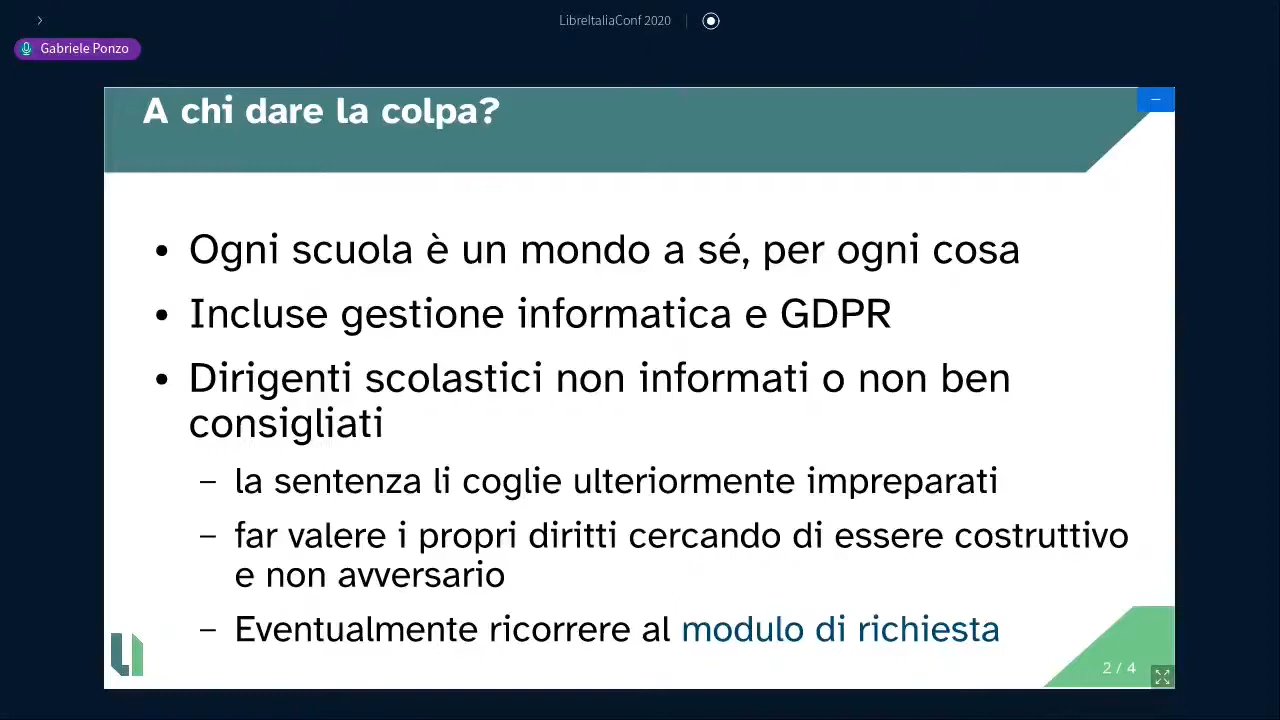 LibreItaliaConf 2020
Gabriele Ponzo
A chi dare la colpa?
• Ogni scuola è un mondo a sé, per ogni cosa
• Incluse gestione informatica e GDPR
• Dirigenti scolastici non informati o non ben
consigliati
– la sentenza li coglie ulteriormente impreparati
– far valere i propri diritti cercando di essere costruttivo
e non avversario
– Eventualmente ricorrere al modulo di richiesta
2 / 4